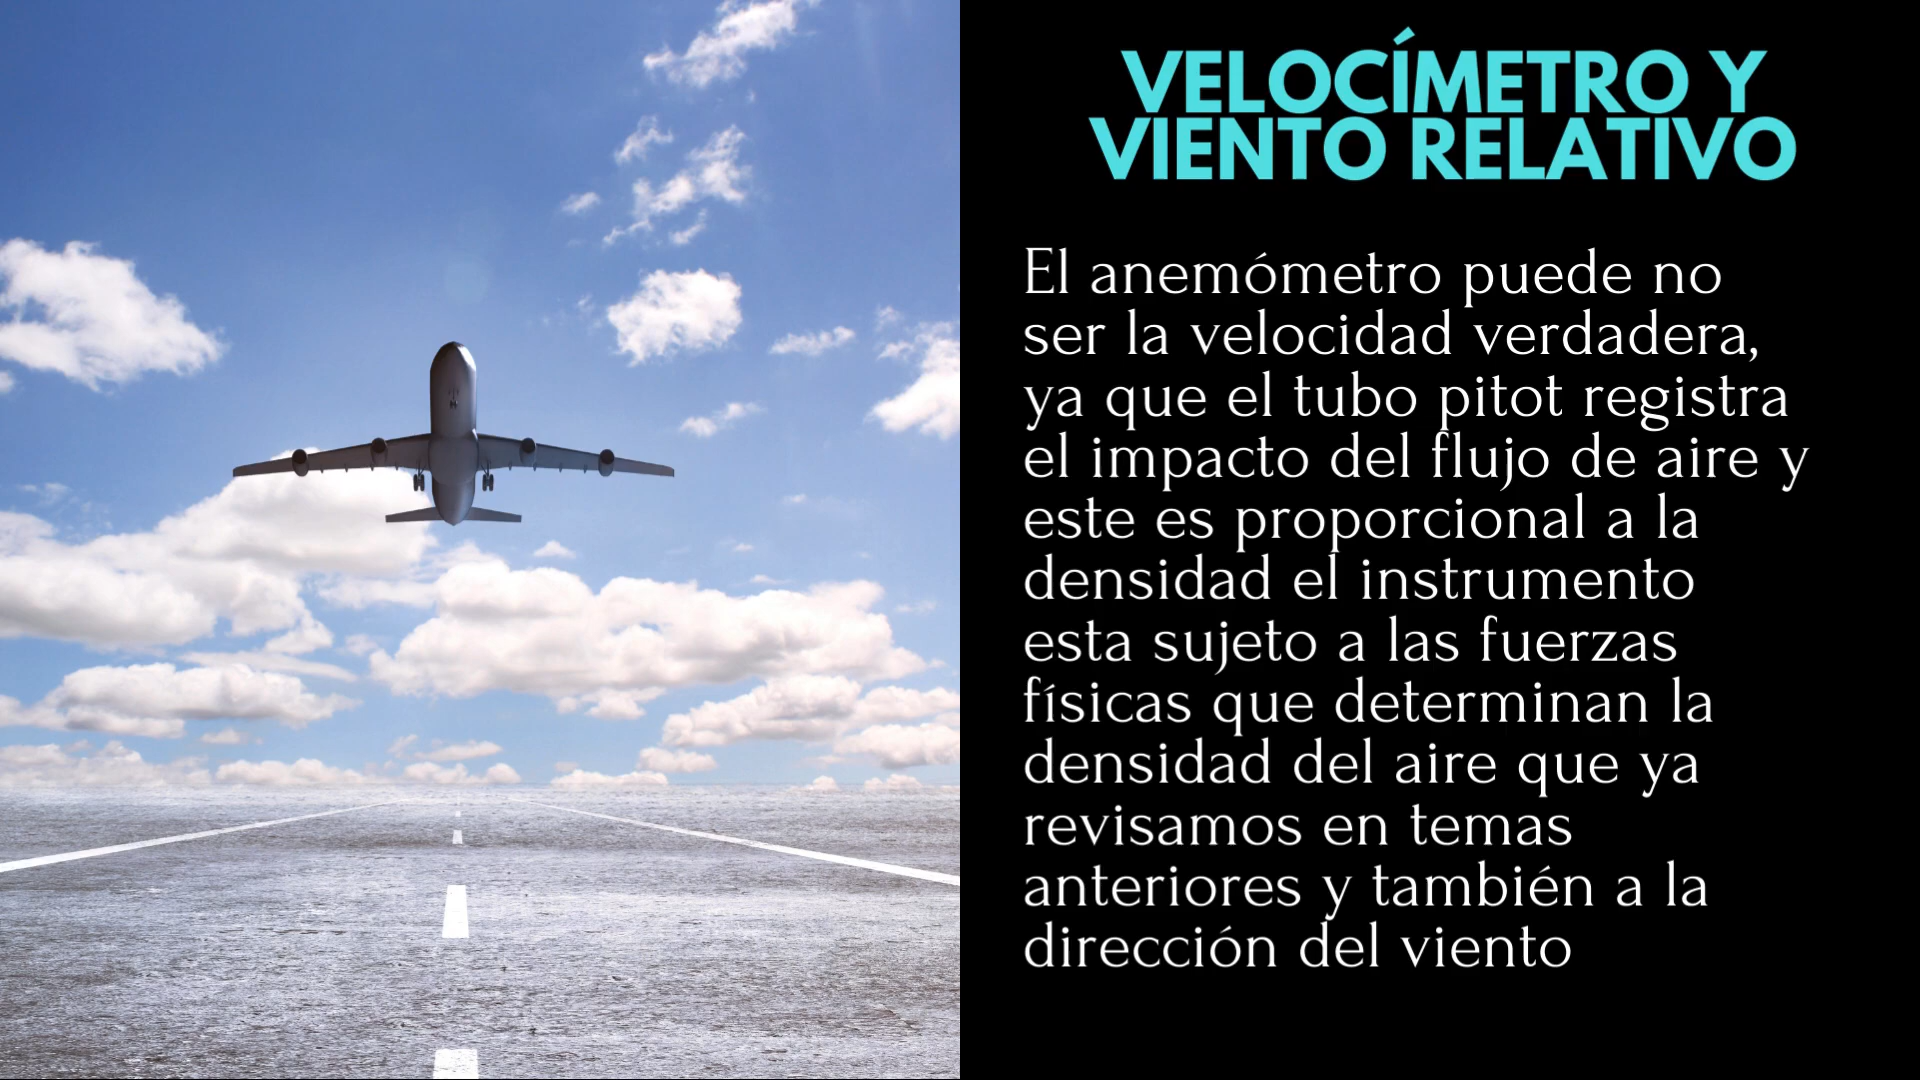 VELOCÍMETRO Y
VIENTO RELATIVO
El anemómetro puede no
ser la velocidad verdadera,
ya que el tubo pitot registra
el impacto del flujo de aire y
este es proporcional a la
densidad el instrumento
esta sujeto a las fuerzas
físicas que determinan la
densidad del aire que ya
revisamos en temas
anteriores y también a la
dirección del viento